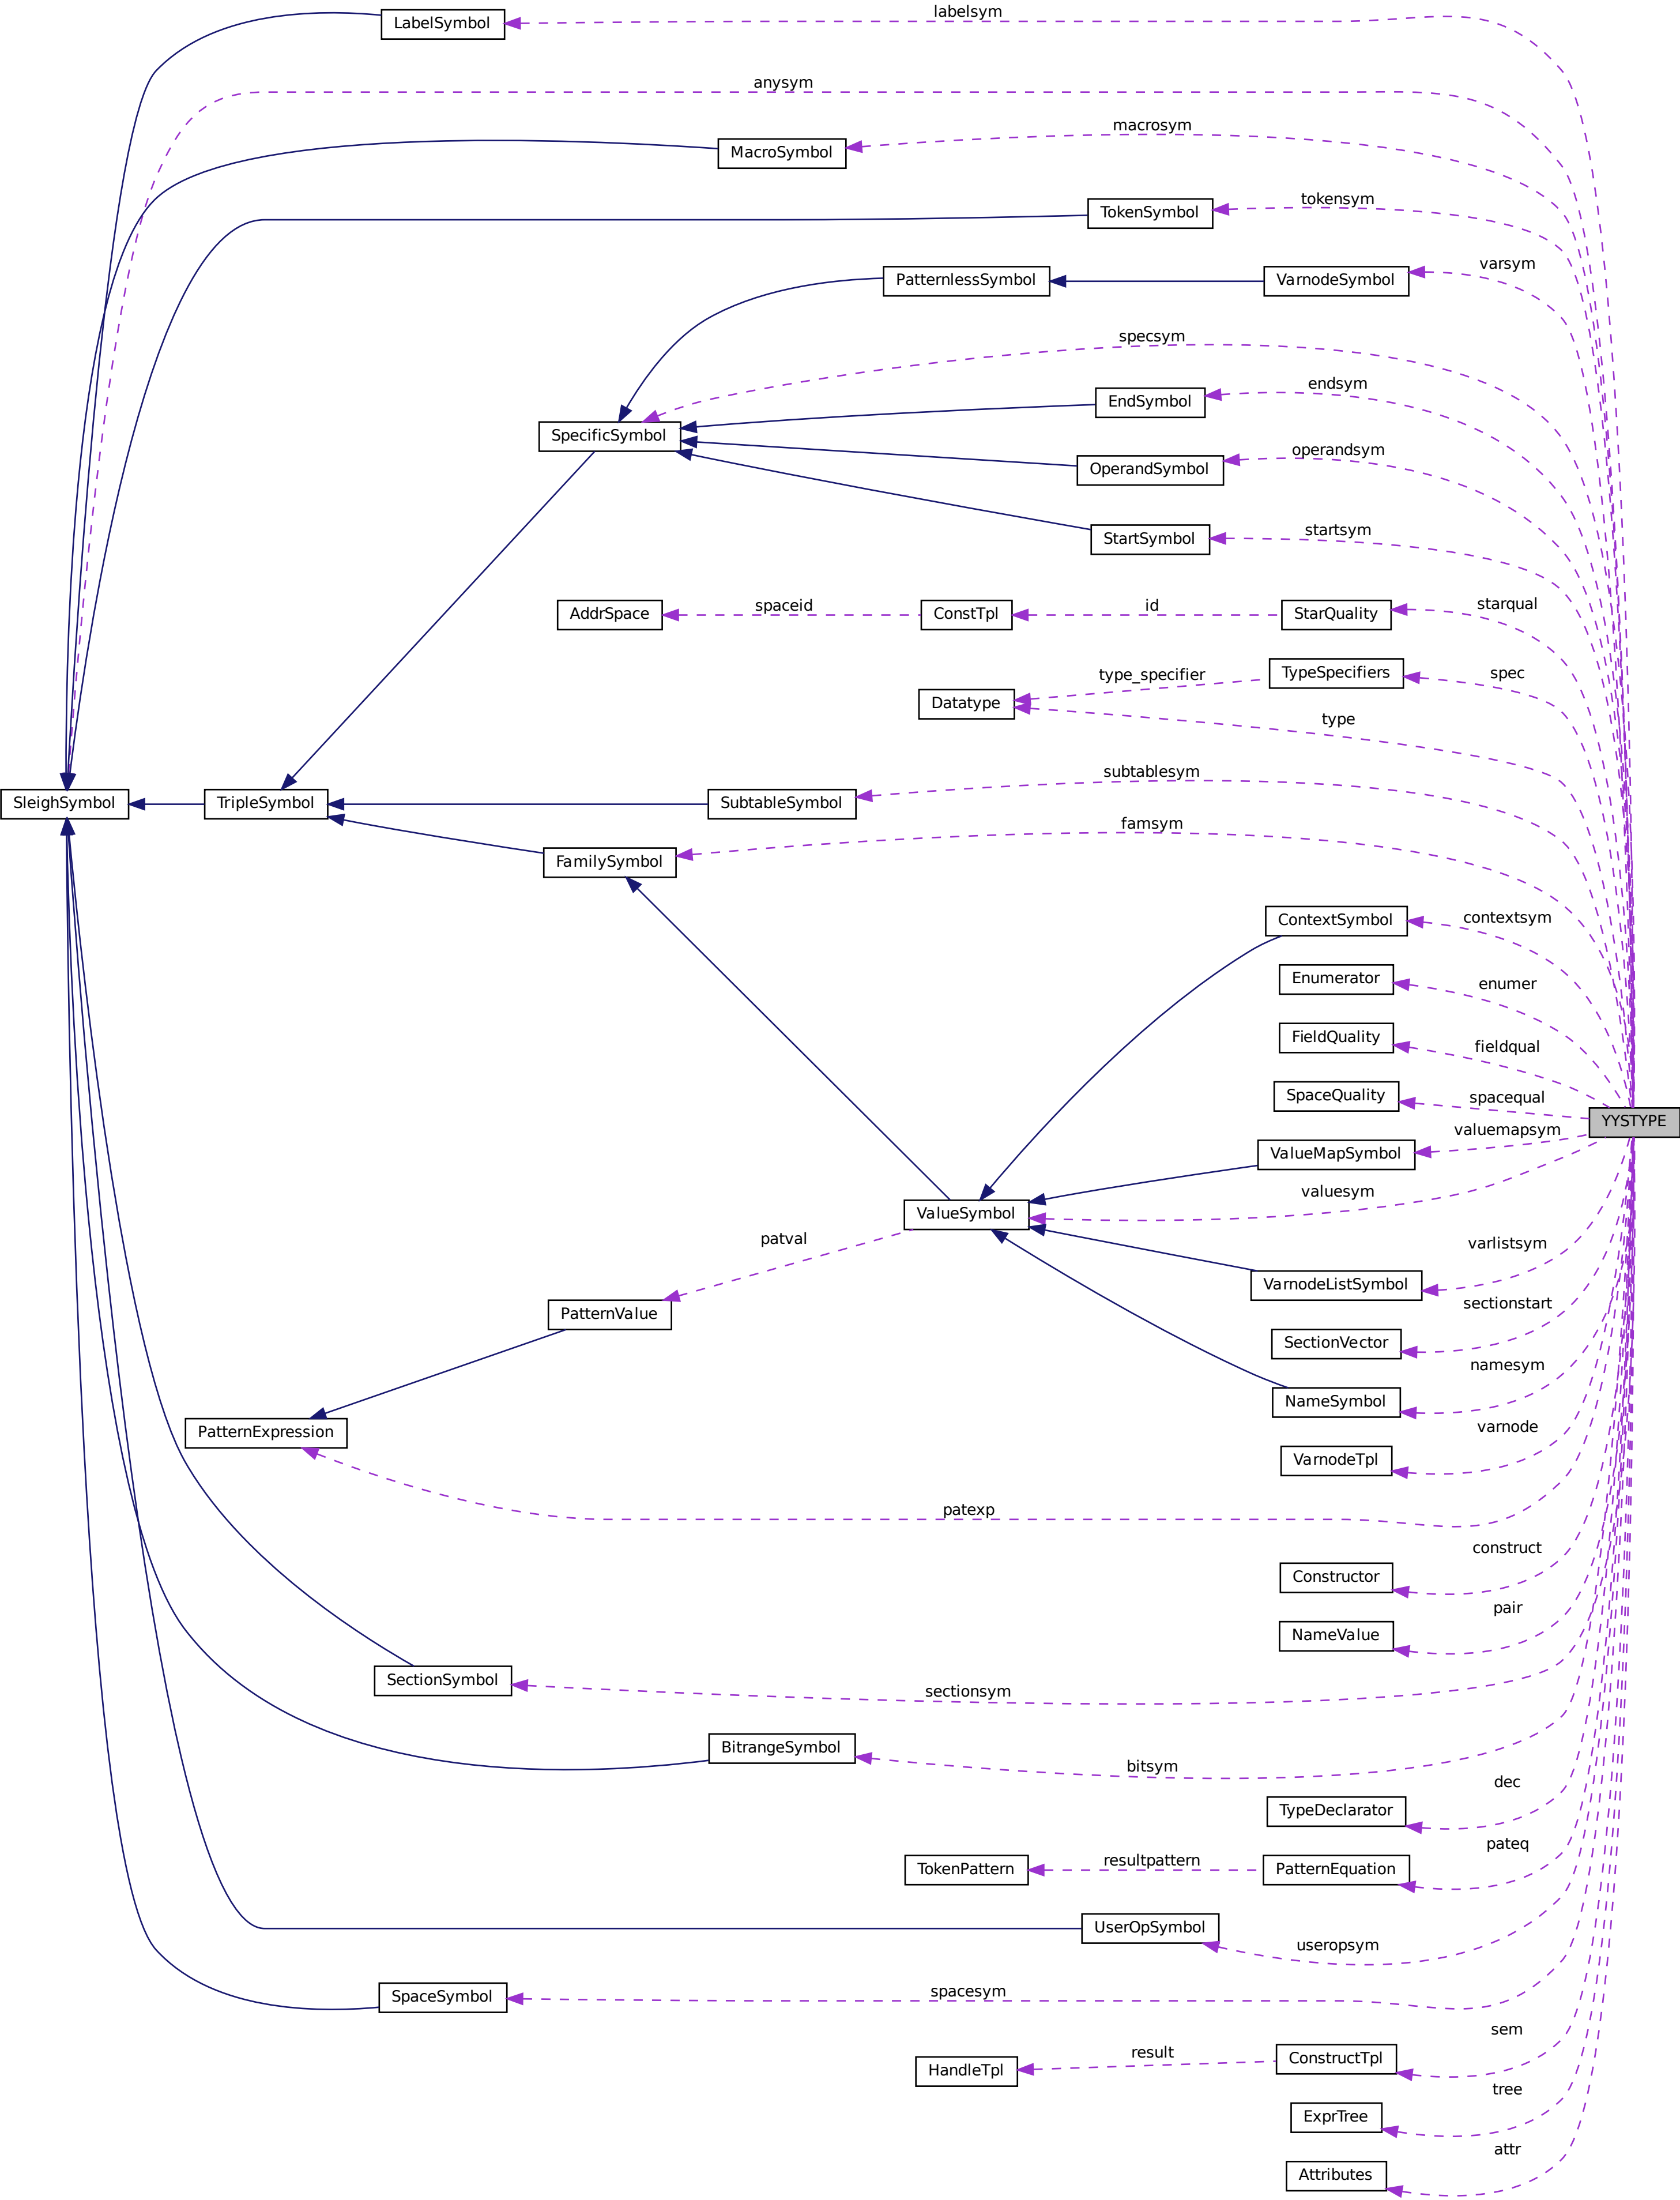 labelsym
LabelSymbol
anysym
macrosym
MacroSymbol
tokensym
TokenSymbol
varsym
PatternlessSymbol
VarnodeSymbol
specsym
endsym
EndSymbol
SpecificSymbol
operandsym
OperandSymbol
startsym
StartSymbol
AddrSpace
spaceid
ConstTpl
id
StarQuality
starqual
type_specifier
TypeSpecifiers
spec
Datatype
type
subtablesym
SleighSymbol
TripleSymbol
SubtableSymbol
famsym
FamilySymbol
ContextSymbol
contextsym
Enumerator
enumer
FieldQuality
fieldqual
SpaceQuality
spacequal
YYSTYPE
valuemapsym
ValueMapSymbol
valuesym
ValueSymbol
patval
varlistsym
VarnodeListSymbol
PatternValue
sectionstart
SectionVector
namesym
NameSymbol
PatternExpression
varnode
VarnodeTpl
patexp
construct
Constructor
pair
NameValue
SectionSymbol
sectionsym
BitrangeSymbol
bitsym
dec
TypeDeclarator
pateq
TokenPattern
resultpattern
PatternEquation
UserOpSymbol
useropsym
SpaceSymbol
spacesym
sem
HandleTpl
result
ConstructTpl
tree
ExprTree
attr
Attributes